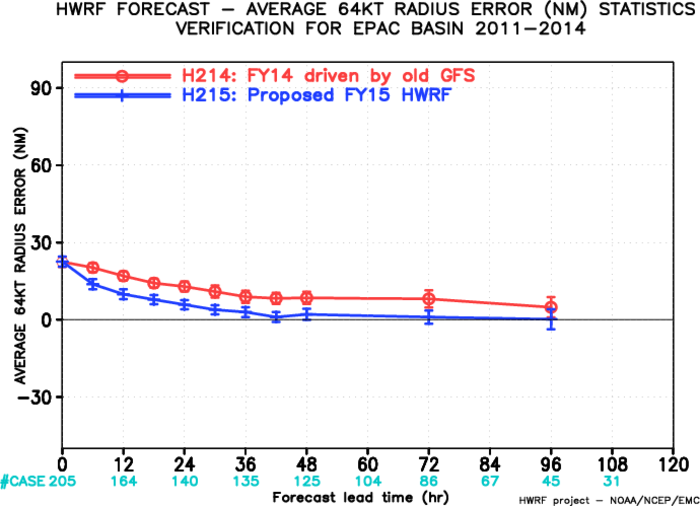 HWRF FORECAST – AVERAGE 64KT RADIUS ERROR (NM) STATISTICS
VERIFICATION FOR EPAC BASIN 2011–2014
H214: FY14 driven by old GFS
H215: Proposed FY15 HWRF
AVERAGE 64KT RADIUS ERROR (NM)
90
60
30
0
–30
0 12 24 36 48 60 72 84 96 108 120
#CASE 205 164 140 135 125 104 86 67 45 31
Forecast lead time (hr)
HWRF project – NOAA/NCEP/EMC